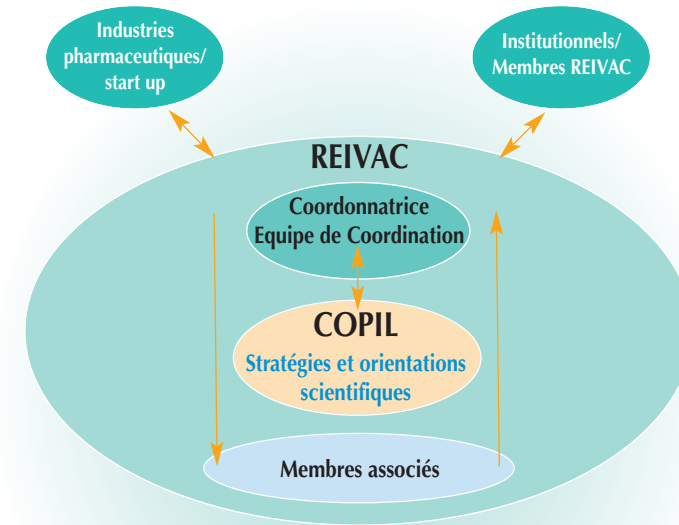 Industries
pharmaceutiques/
start up
Institutionnels/
Membres REIVAC
REIVAC
Coordonnatrice
Equipe de Coordination
COPIL
Stratégies et orientations
scientifiques
Membres associés